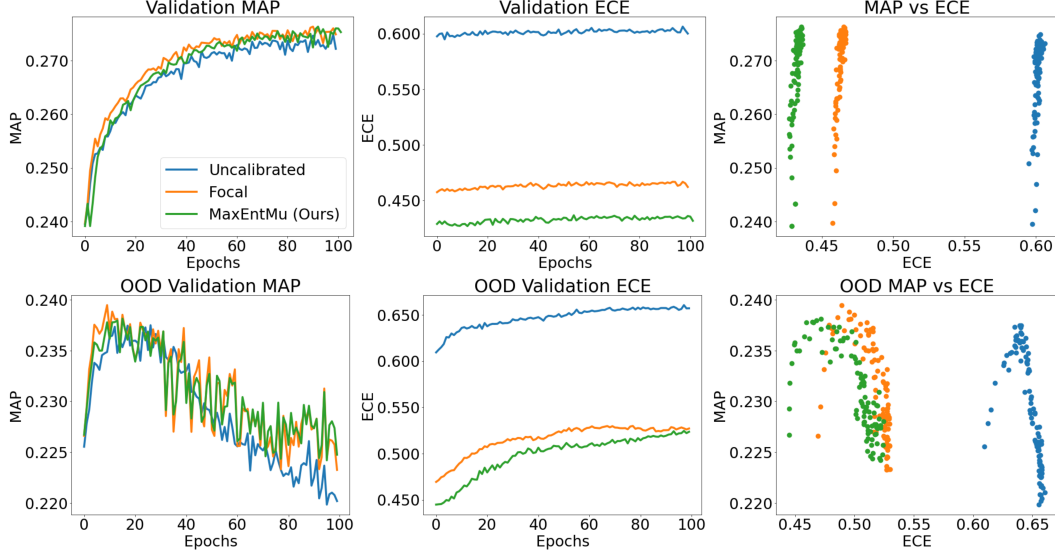 Validation MAP
MAP
0.270
0.260
0.250
0.240
0 20 40 60 80 100
Epochs
Uncalibrated
Focal
MaxEntMu (Ours)
Validation ECE
ECE
0.600
0.550
0.500
0.450
0 20 40 60 80 100
Epochs
MAP vs ECE
MAP
0.270
0.260
0.250
0.240
0.45 0.50 0.55 0.60
ECE
OOD Validation MAP
MAP
0.240
0.235
0.230
0.225
0.220
0 20 40 60 80 100
Epochs
OOD Validation ECE
ECE
0.650
0.600
0.550
0.500
0.450
0 20 40 60 80 100
Epochs
OOD MAP vs ECE
MAP
0.240
0.235
0.230
0.225
0.220
0.45 0.50 0.55 0.60 0.65
ECE